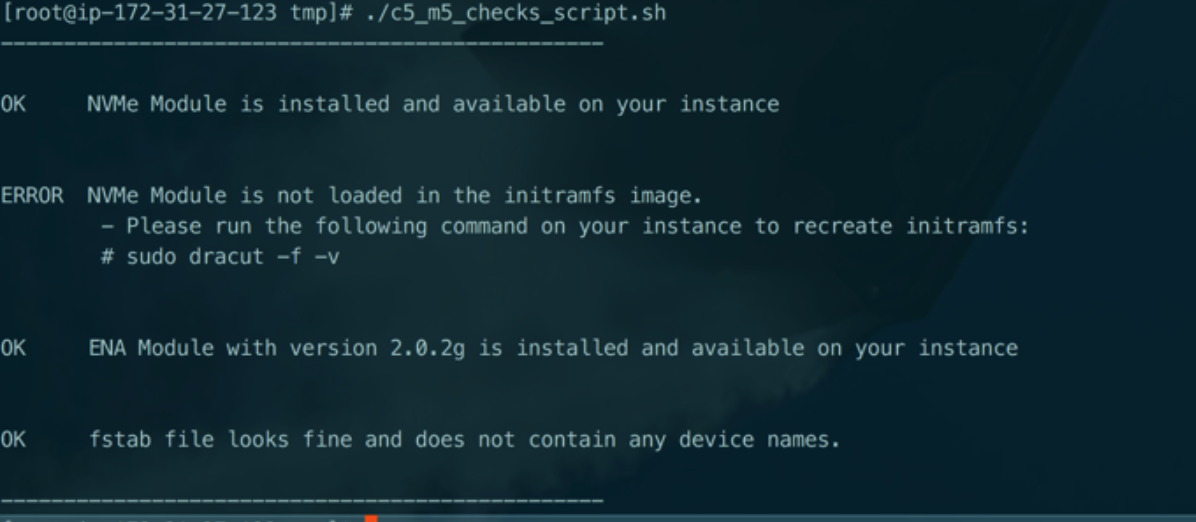 [root@ip-172-31-27-123 tmp]# ./c5_m5_checks_script.sh
------------------------------------------------
OK NVMe Module is installed and available on your instance
ERROR NVMe Module is not loaded in the initramfs image.
- Please run the following command on your instance to recreate initramfs:
# sudo dracut -f -v
OK ENA Module with version 2.0.2g is installed and available on your instance
OK fstab file looks fine and does not contain any device names.
------------------------------------------------